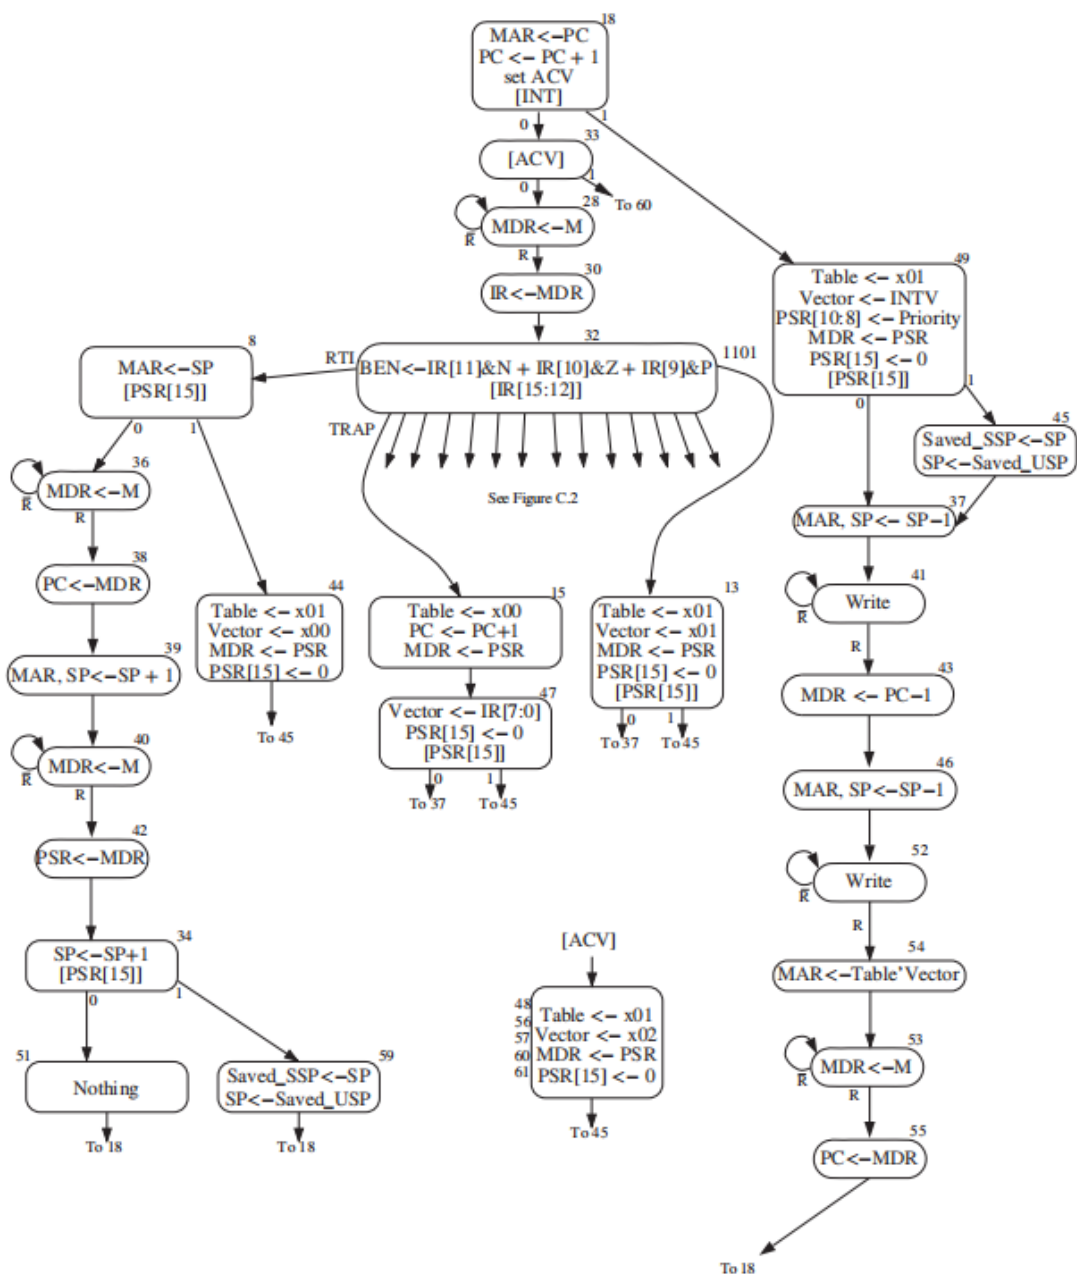 18
MAR<-PC
PC <- PC + 1
set ACV
[INT]
0
1
33
[ACV]
0
1
To 60
28
MDR<-M
R̅
R
30
IR<-MDR
32
BEN<-IR[11]&N + IR[10]&Z + IR[9]&P
[IR[15:12]]
RTI
TRAP
1101
See Figure C.2
8
MAR<-SP
[PSR[15]]
0
1
36
MDR<-M
R̅
R
38
PC<-MDR
39
MAR, SP<-SP + 1
40
MDR<-M
R̅
R
42
PSR<-MDR
34
SP<-SP+1
[PSR[15]]
0
1
51
Nothing
To 18
59
Saved_SSP<-SP
SP<-Saved_USP
To 18
44
Table <- x01
Vector <- x00
MDR <- PSR
PSR[15] <- 0
To 45
15
Table <- x00
PC <- PC+1
MDR <- PSR
47
Vector <- IR[7:0]
PSR[15] <- 0
[PSR[15]]
0
1
To 37
To 45
13
Table <- x01
Vector <- x01
MDR <- PSR
PSR[15] <- 0
[PSR[15]]
0
1
To 37
To 45
[ACV]
48
56
57
60
61
Table <- x01
Vector <- x02
MDR <- PSR
PSR[15] <- 0
To 45
49
Table <- x01
Vector <- INTV
PSR[10:8] <- Priority
MDR <- PSR
PSR[15] <- 0
[PSR[15]]
0
1
45
Saved_SSP<-SP
SP<-Saved_USP
37
MAR, SP<- SP-1
41
Write
R̅
R
43
MDR <- PC-1
46
MAR, SP<-SP-1
52
Write
R̅
R
54
MAR<-Table'Vector
53
MDR<-M
R̅
R
55
PC<-MDR
To 18